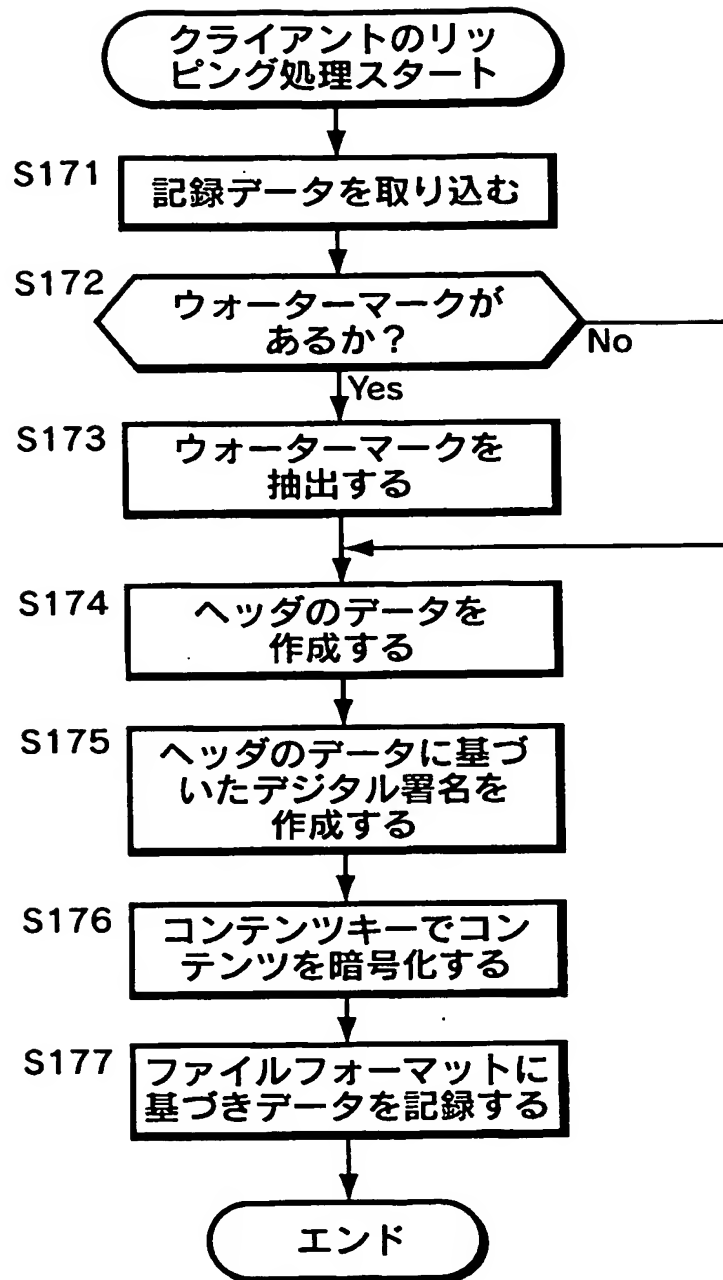 クライアントのリッ
ピング処理スタート
S171
記録データを取り込む
S172
ウォーターマークが
あるか？
No
Yes
S173
ウォーターマークを
抽出する
S174
ヘッダのデータを
作成する
S175
ヘッダのデータに基づ
いたデジタル署名を
作成する
S176
コンテンツキーでコン
テンツを暗号化する
S177
ファイルフォーマットに
基づきデータを記録する
エンド